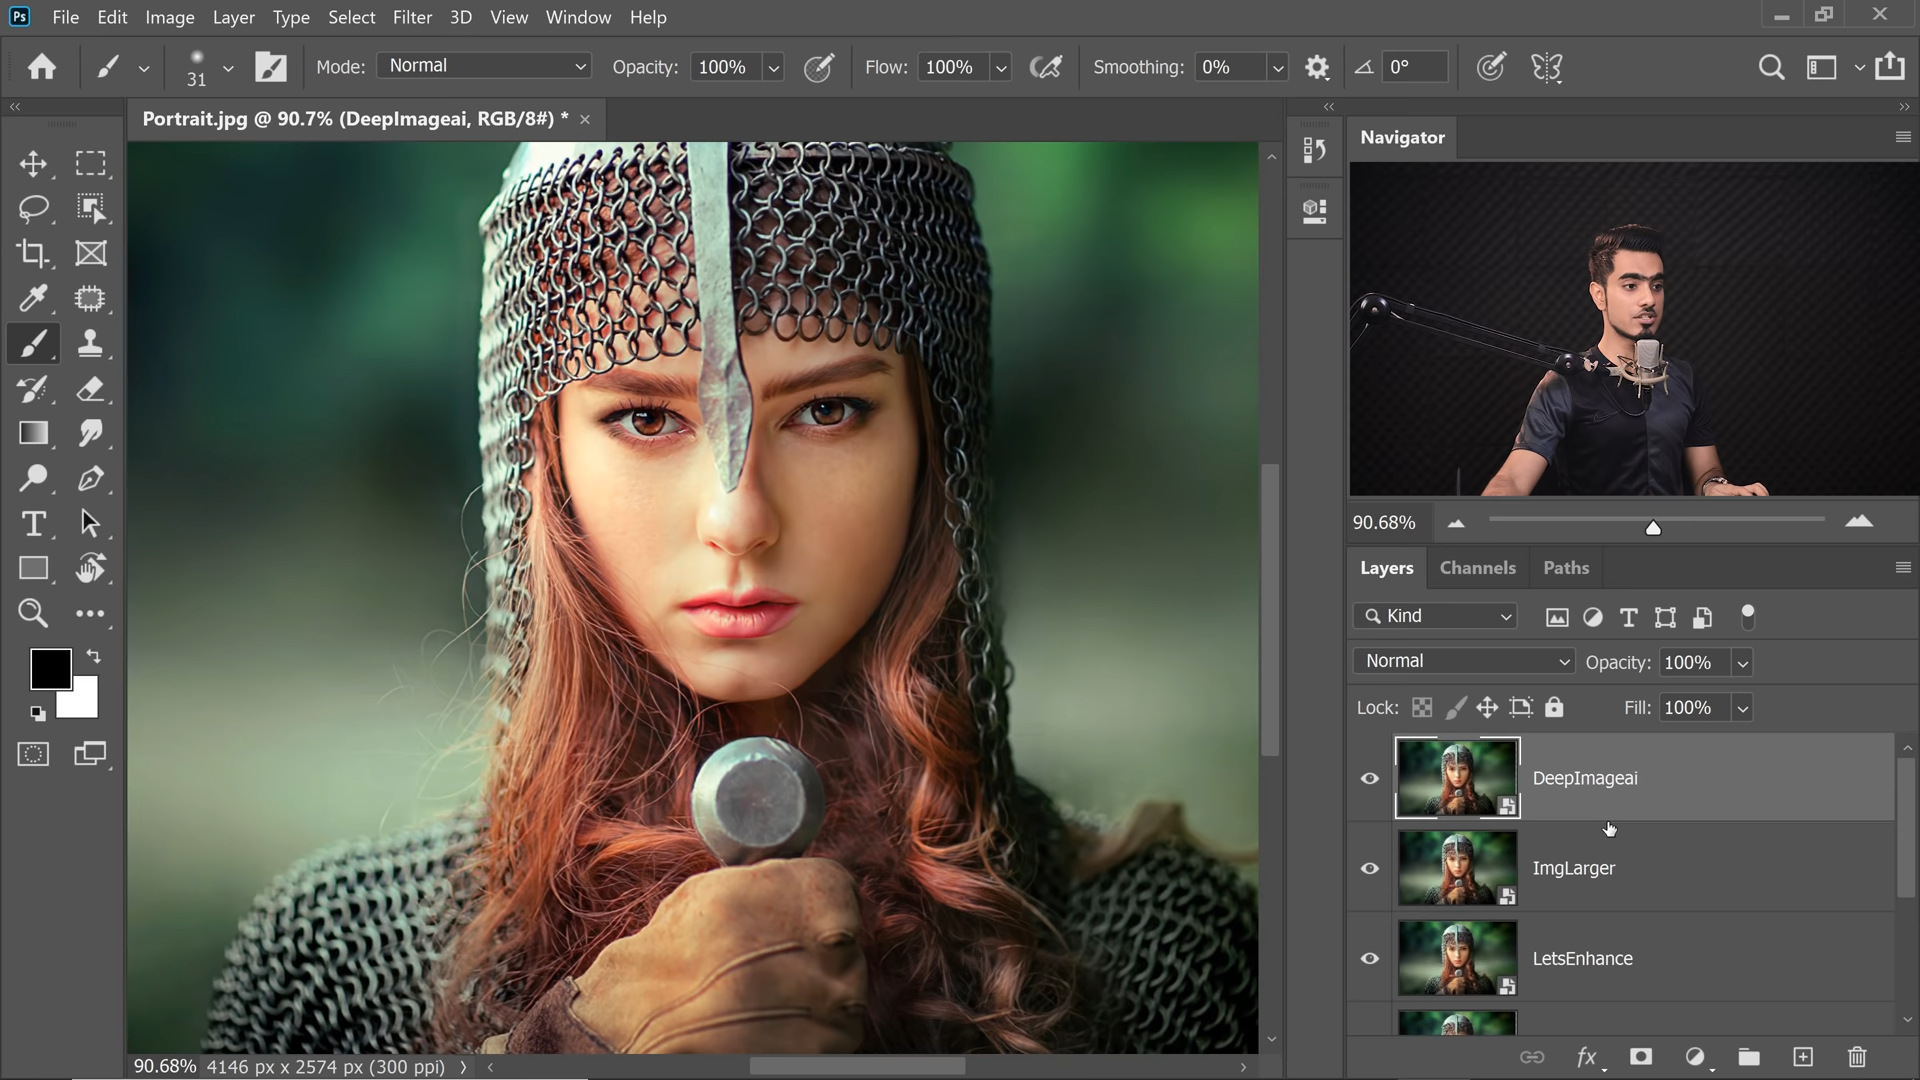 Ps File Edit Image Layer Type Select Filter 3D View Window Help
31 Mode: Normal Opacity: 100% Flow: 100% Smoothing: 0% 0°
Portrait.jpg @ 90.7% (DeepImageai, RGB/8#) *
Navigator
90.68%
Layers Channels Paths
Kind
Normal Opacity: 100%
Lock: Fill: 100%
DeepImageai
ImgLarger
LetsEnhance
fx
90.68% 4146 px x 2574 px (300 ppi)